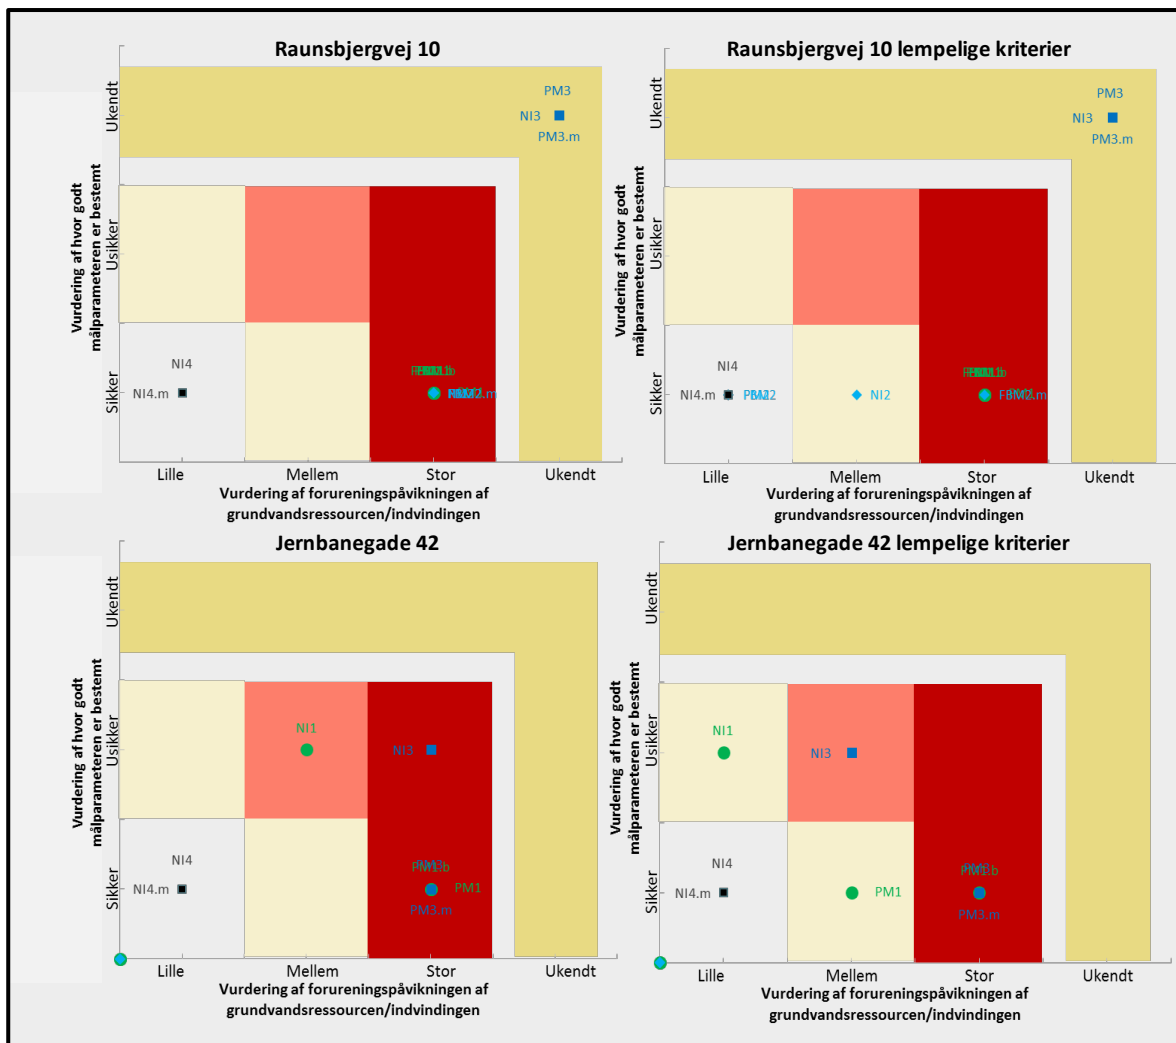 Raunsbjergvej 10
Vurdering af hvor godt
målparameteren er bestemt
Ukendt
Usikker
Sikker
PM3
NI3
PM3.m
NI4
NI4.m
Lille
Mellem
Stor
Ukendt
Vurdering af forureningspåvikningen af
grundvandsressourcen/indvindingen
Raunsbjergvej 10 lempelige kriterier
Vurdering af hvor godt
målparameteren er bestemt
Ukendt
Usikker
Sikker
PM3
NI3
PM3.m
NI4
NI4.m
NI2
Lille
Mellem
Stor
Ukendt
Vurdering af forureningspåvikningen af
grundvandsressourcen/indvindingen
Jernbanegade 42
Vurdering af hvor godt
målparameteren er bestemt
Ukendt
Usikker
Sikker
NI1
NI3
NI4
NI4.m
PM1.b
PM1
PM3.m
Lille
Mellem
Stor
Ukendt
Vurdering af forureningspåvikningen af
grundvandsressourcen/indvindingen
Jernbanegade 42 lempelige kriterier
Vurdering af hvor godt
målparameteren er bestemt
Ukendt
Usikker
Sikker
NI1
NI3
NI4
NI4.m
PM1
PM1.b
PM3.m
Lille
Mellem
Stor
Ukendt
Vurdering af forureningspåvikningen af
grundvandsressourcen/indvindingen